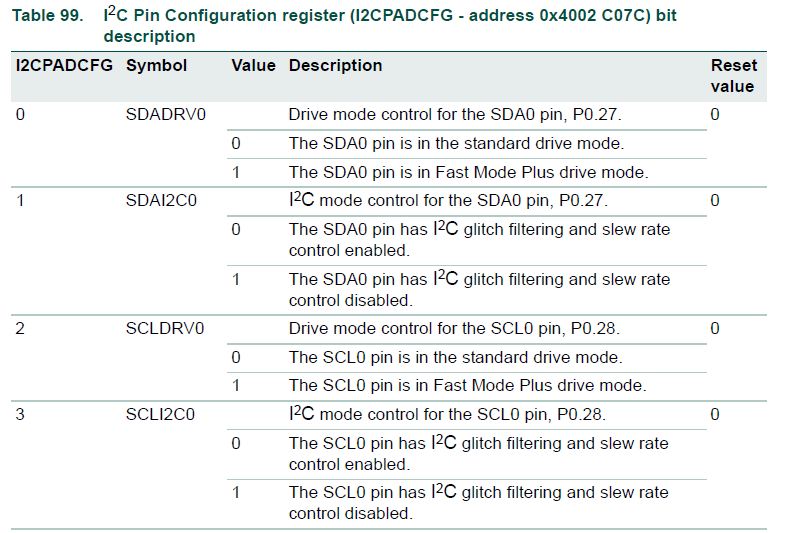 Table 99. I2C Pin Configuration register (I2CPADCFG - address 0x4002 C07C) bit
description
I2CPADCFG Symbol Value Description Reset
value
0 SDADRV0 Drive mode control for the SDA0 pin, P0.27. 0
0 The SDA0 pin is in the standard drive mode.
1 The SDA0 pin is in Fast Mode Plus drive mode.
1 SDAI2C0 I2C mode control for the SDA0 pin, P0.27. 0
0 The SDA0 pin has I2C glitch filtering and slew rate
control enabled.
1 The SDA0 pin has I2C glitch filtering and slew rate
control disabled.
2 SCLDRV0 Drive mode control for the SCL0 pin, P0.28. 0
0 The SCL0 pin is in the standard drive mode.
1 The SCL0 pin is in Fast Mode Plus drive mode.
3 SCLI2C0 I2C mode control for the SCL0 pin, P0.28. 0
0 The SCL0 pin has I2C glitch filtering and slew rate
control enabled.
1 The SCL0 pin has I2C glitch filtering and slew rate
control disabled.